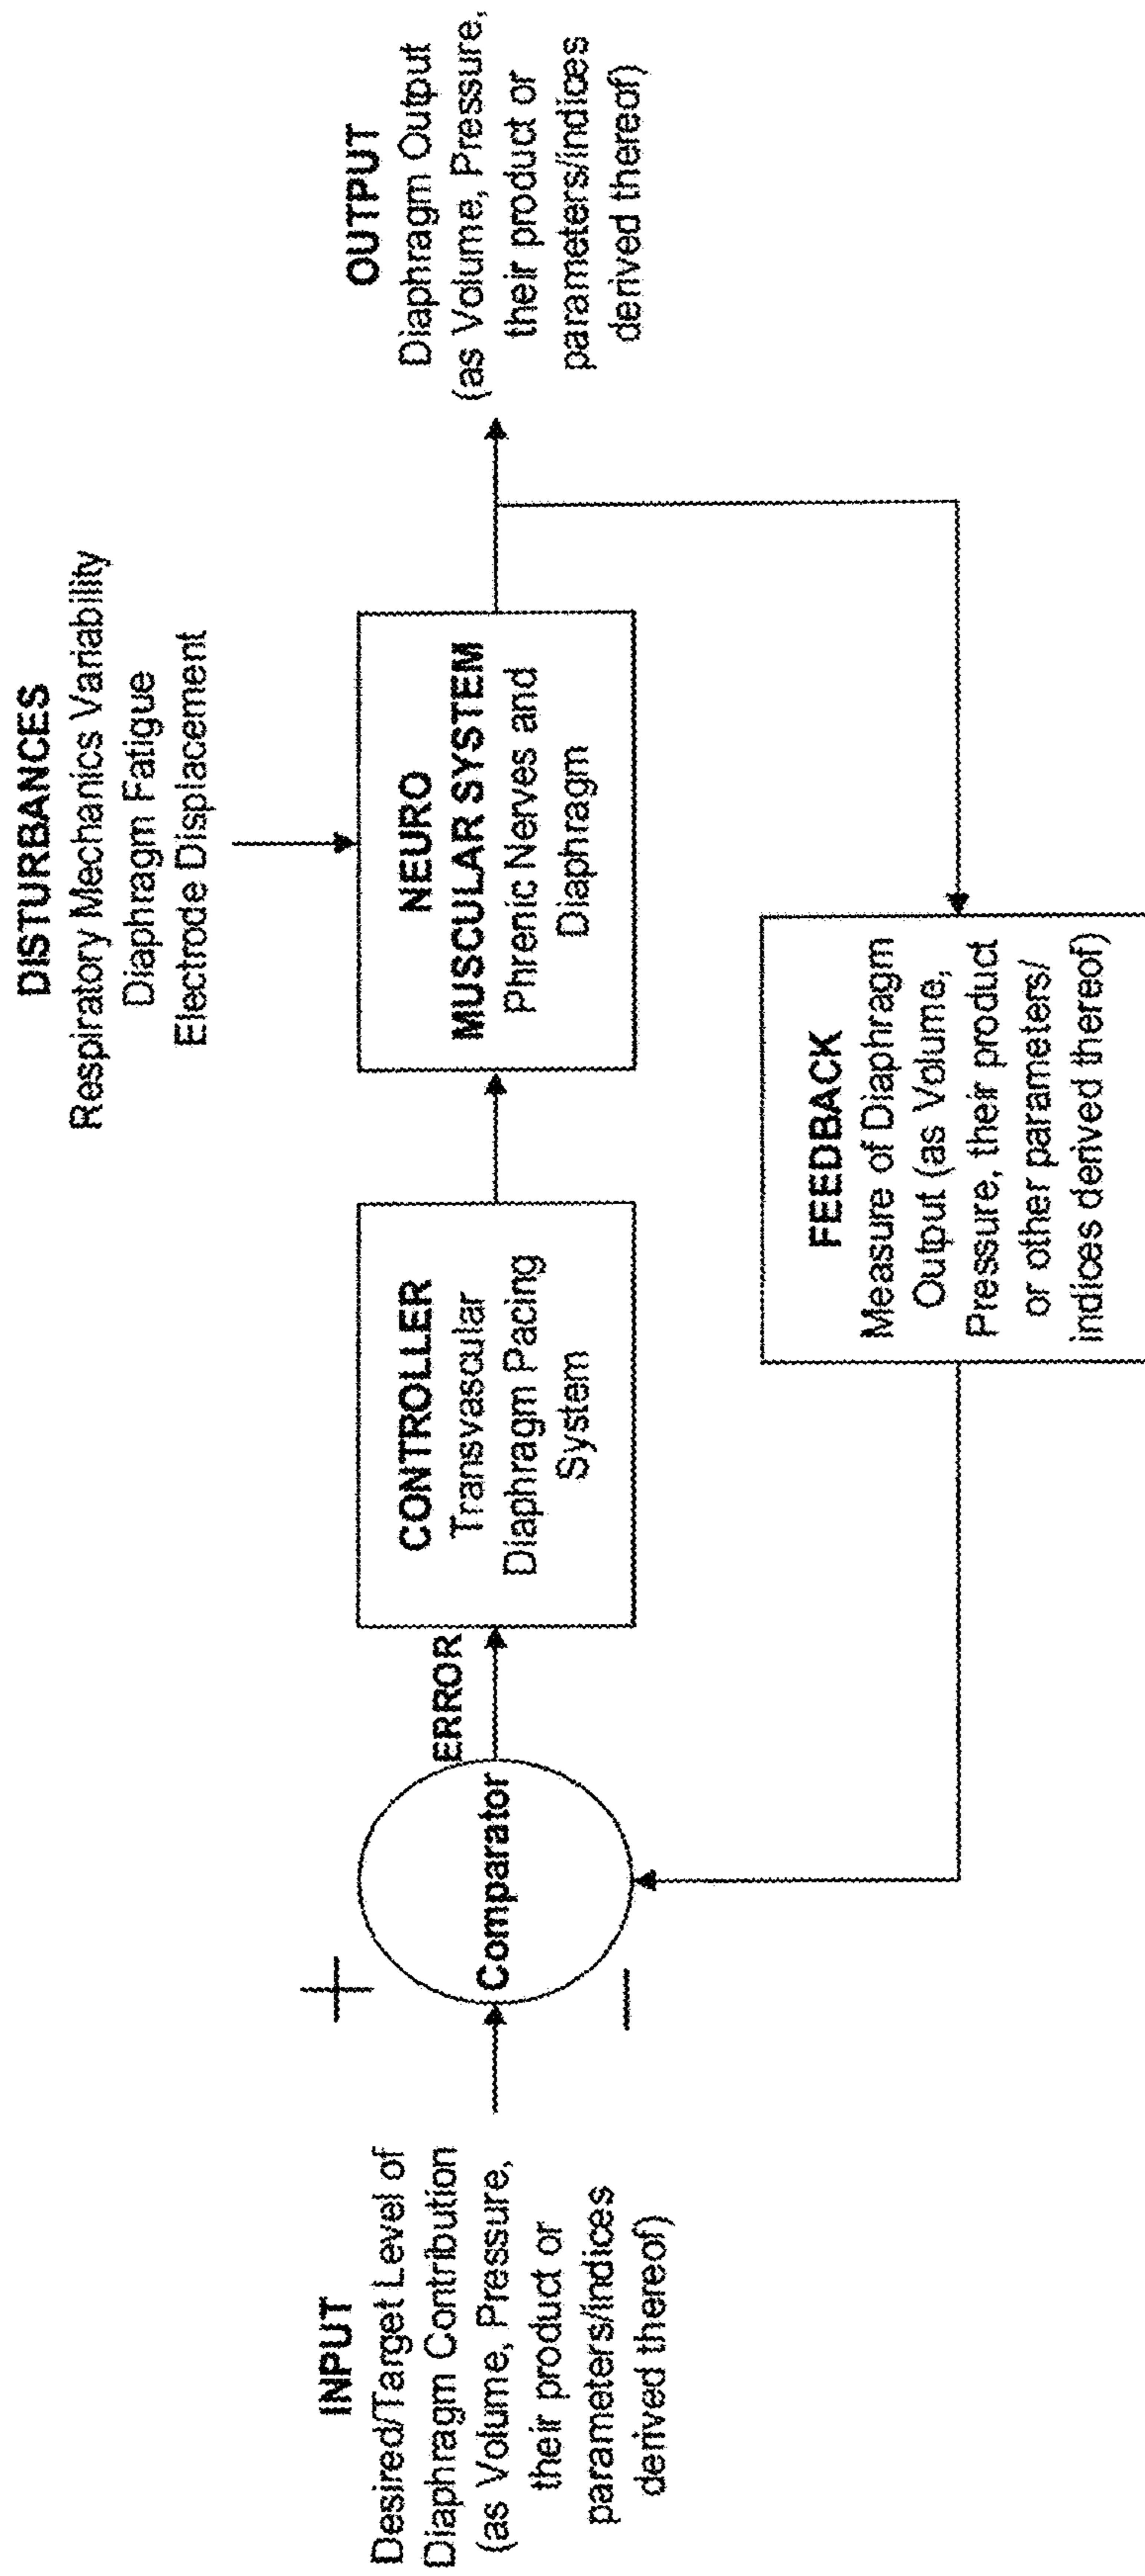 INPUT
Desired/Target Level of
Diaphragm Contribution
(as Volume, Pressure,
their product or
parameters/indices
derived thereof)
+
−
Comparator
ERROR
CONTROLLER
Transvascular
Diaphragm Pacing
System
DISTURBANCES
Respiratory Mechanics Variability
Diaphragm Fatigue
Electrode Displacement
NEURO
MUSCULAR SYSTEM
Phrenic Nerves and
Diaphragm
OUTPUT
Diaphragm Output
(as Volume, Pressure,
their product or
parameters/indices
derived thereof)
FEEDBACK
Measure of Diaphragm
Output (as Volume,
Pressure, their product
or other parameters/
indices derived thereof)